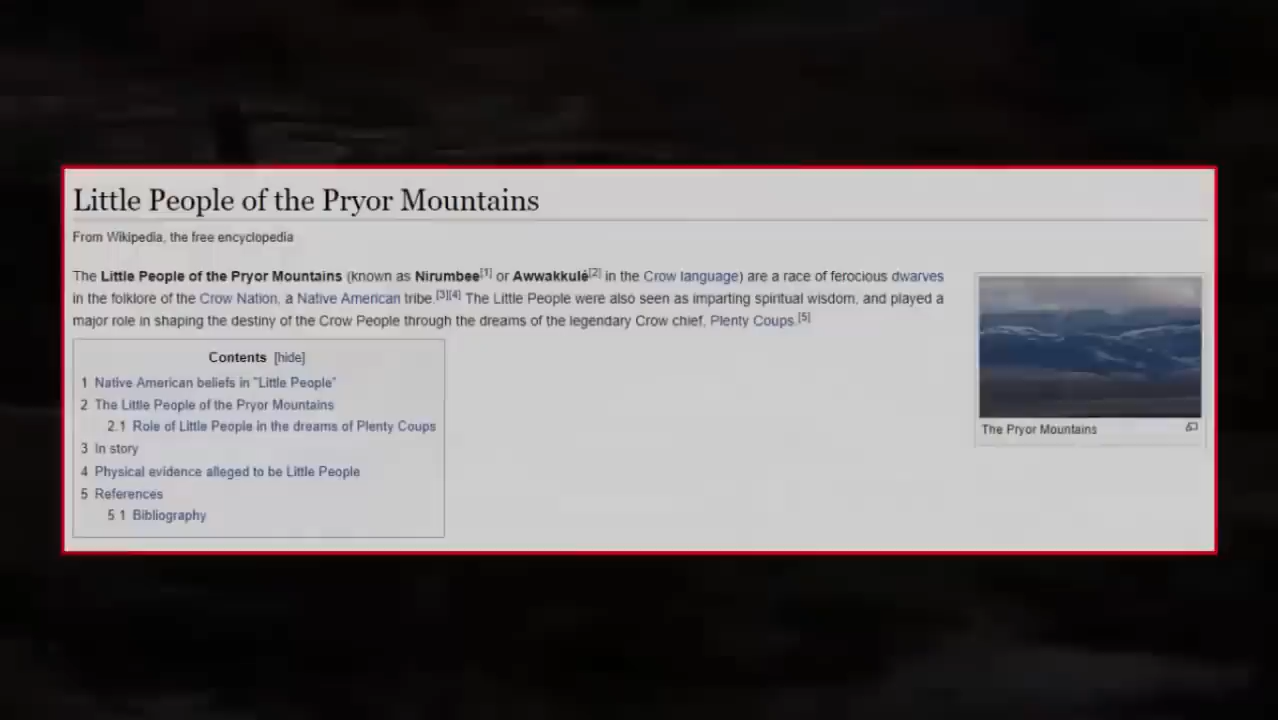 Little People of the Pryor Mountains
From Wikipedia, the free encyclopedia
The Little People of the Pryor Mountains (known as Nirumbee[1] or Awwakkulé[2] in the Crow language) are a race of ferocious dwarves
in the folklore of the Crow Nation, a Native American tribe.[3][4] The Little People were also seen as imparting spiritual wisdom, and played a
major role in shaping the destiny of the Crow People through the dreams of the legendary Crow chief, Plenty Coups.[5]
Contents [hide]
1 Native American beliefs in "Little People"
2 The Little People of the Pryor Mountains
2.1 Role of Little People in the dreams of Plenty Coups
3 In story
4 Physical evidence alleged to be Little People
5 References
5 1 Bibliography
The Pryor Mountains